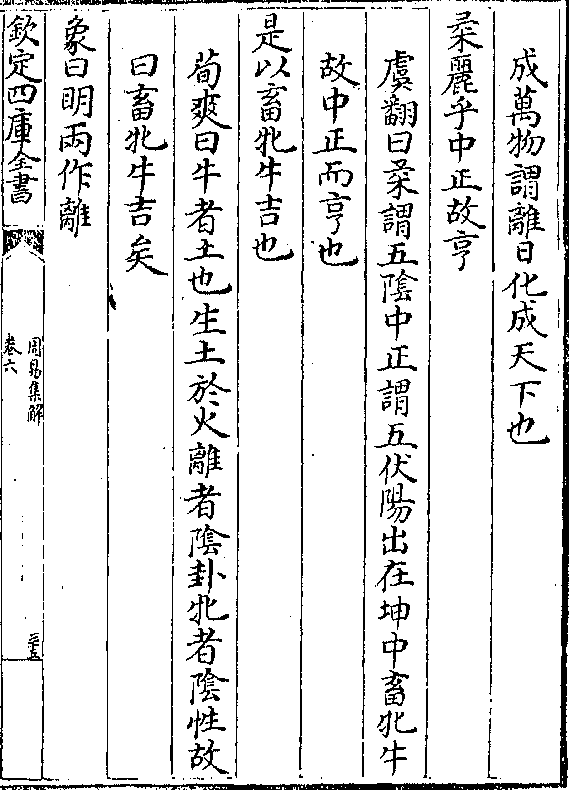 成萬物謂離日化成天下也
柔麗乎中正故亨
虞翻曰柔謂五陰中正謂五伏陽出在坤中畜牝牛
故中正而亨也
是以畜牝牛吉也
荀爽曰牛者土也生土於火離者陰卦牝者陰性故
曰畜牝牛吉矣
象曰明兩作離
欽定四庫全書
周易集解
卷六
三十五